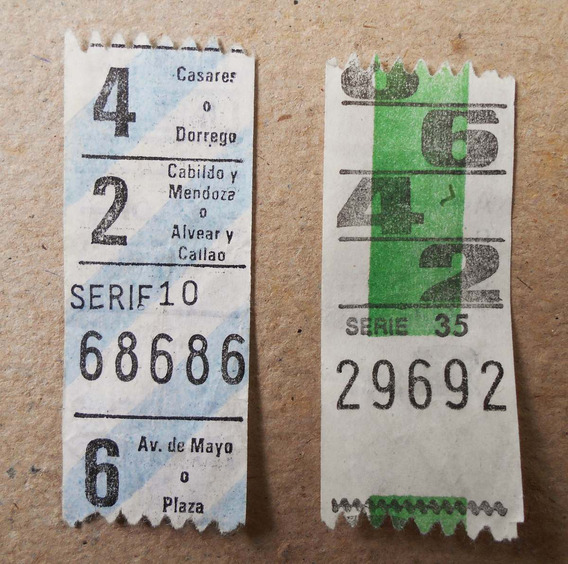 4 Casares
o
Dorrego
2 Cabildo y
Mendoza
o
Alvear y
Callao
SERIE 10
68686
6 Av. de Mayo
o
Plaza
6
4
2
SERIE 35
29692